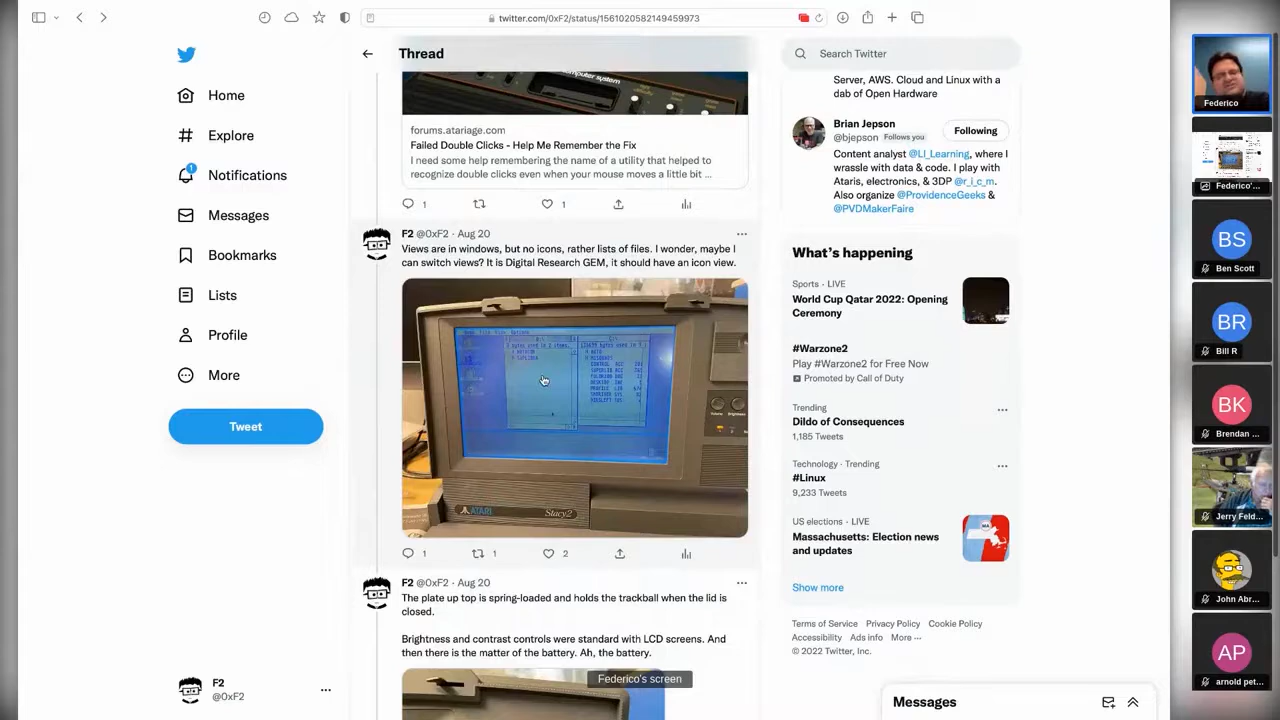 twitter.com/0xF2/status/1561020582149459973
Home
Explore
1
Notifications
Messages
Bookmarks
Lists
Profile
More
Tweet
F2
@0xF2
Thread
computer system
forums.atariage.com
Failed Double Clicks - Help Me Remember the Fix
I need some help remembering the name of a utility that helped to
recognize double clicks even when your mouse moves a little bit ...
1
1
F2 @0xF2 · Aug 20
Views are in windows, but no icons, rather lists of files. I wonder, maybe I
can switch views? It is Digital Research GEM, it should have an icon view.
ATARI
Stacy2
1
1
2
F2 @0xF2 · Aug 20
The plate up top is spring-loaded and holds the trackball when the lid is
closed.
Brightness and contrast controls were standard with LCD screens. And
then there is the matter of the battery. Ah, the battery.
Federico's screen
Search Twitter
Server, AWS. Cloud and Linux with a
dab of Open Hardware
Brian Jepson
@bjepson Follows you
Following
Content analyst @LI_Learning, where I
wrassle with data & code. I play with
Ataris, electronics, & 3DP @r_i_c_m.
Also organize @ProvidenceGeeks &
@PVDMakerFaire
What's happening
Sports · LIVE
World Cup Qatar 2022: Opening
Ceremony
#Warzone2
Play #Warzone2 for Free Now
Promoted by Call of Duty
Trending
Dildo of Consequences
1,185 Tweets
Technology · Trending
#Linux
9,233 Tweets
US elections · LIVE
Massachusetts: Election news
and updates
Show more
Terms of Service Privacy Policy Cookie Policy
Accessibility Ads info More ...
© 2022 Twitter, Inc.
Messages
Federico
Federico'...
BS
Ben Scott
BR
Bill R
BK
Brendan ...
Jerry Feld...
John Abr...
AP
arnold pet...